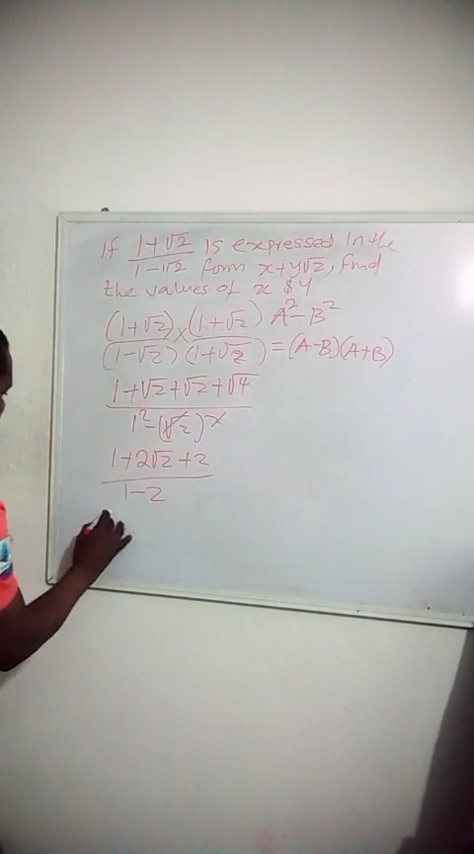 If (1+√2)/(1-√2) is expressed in the
form x+y√2, find
the values of x $ y
(1+√2)/(1-√2) × (1+√2)/(1+√2) A²-B²
=(A-B)(A+B)
(1+√2+√2+√4)/(1²-(√2)²)
(1+2√2+2)/(1-2)